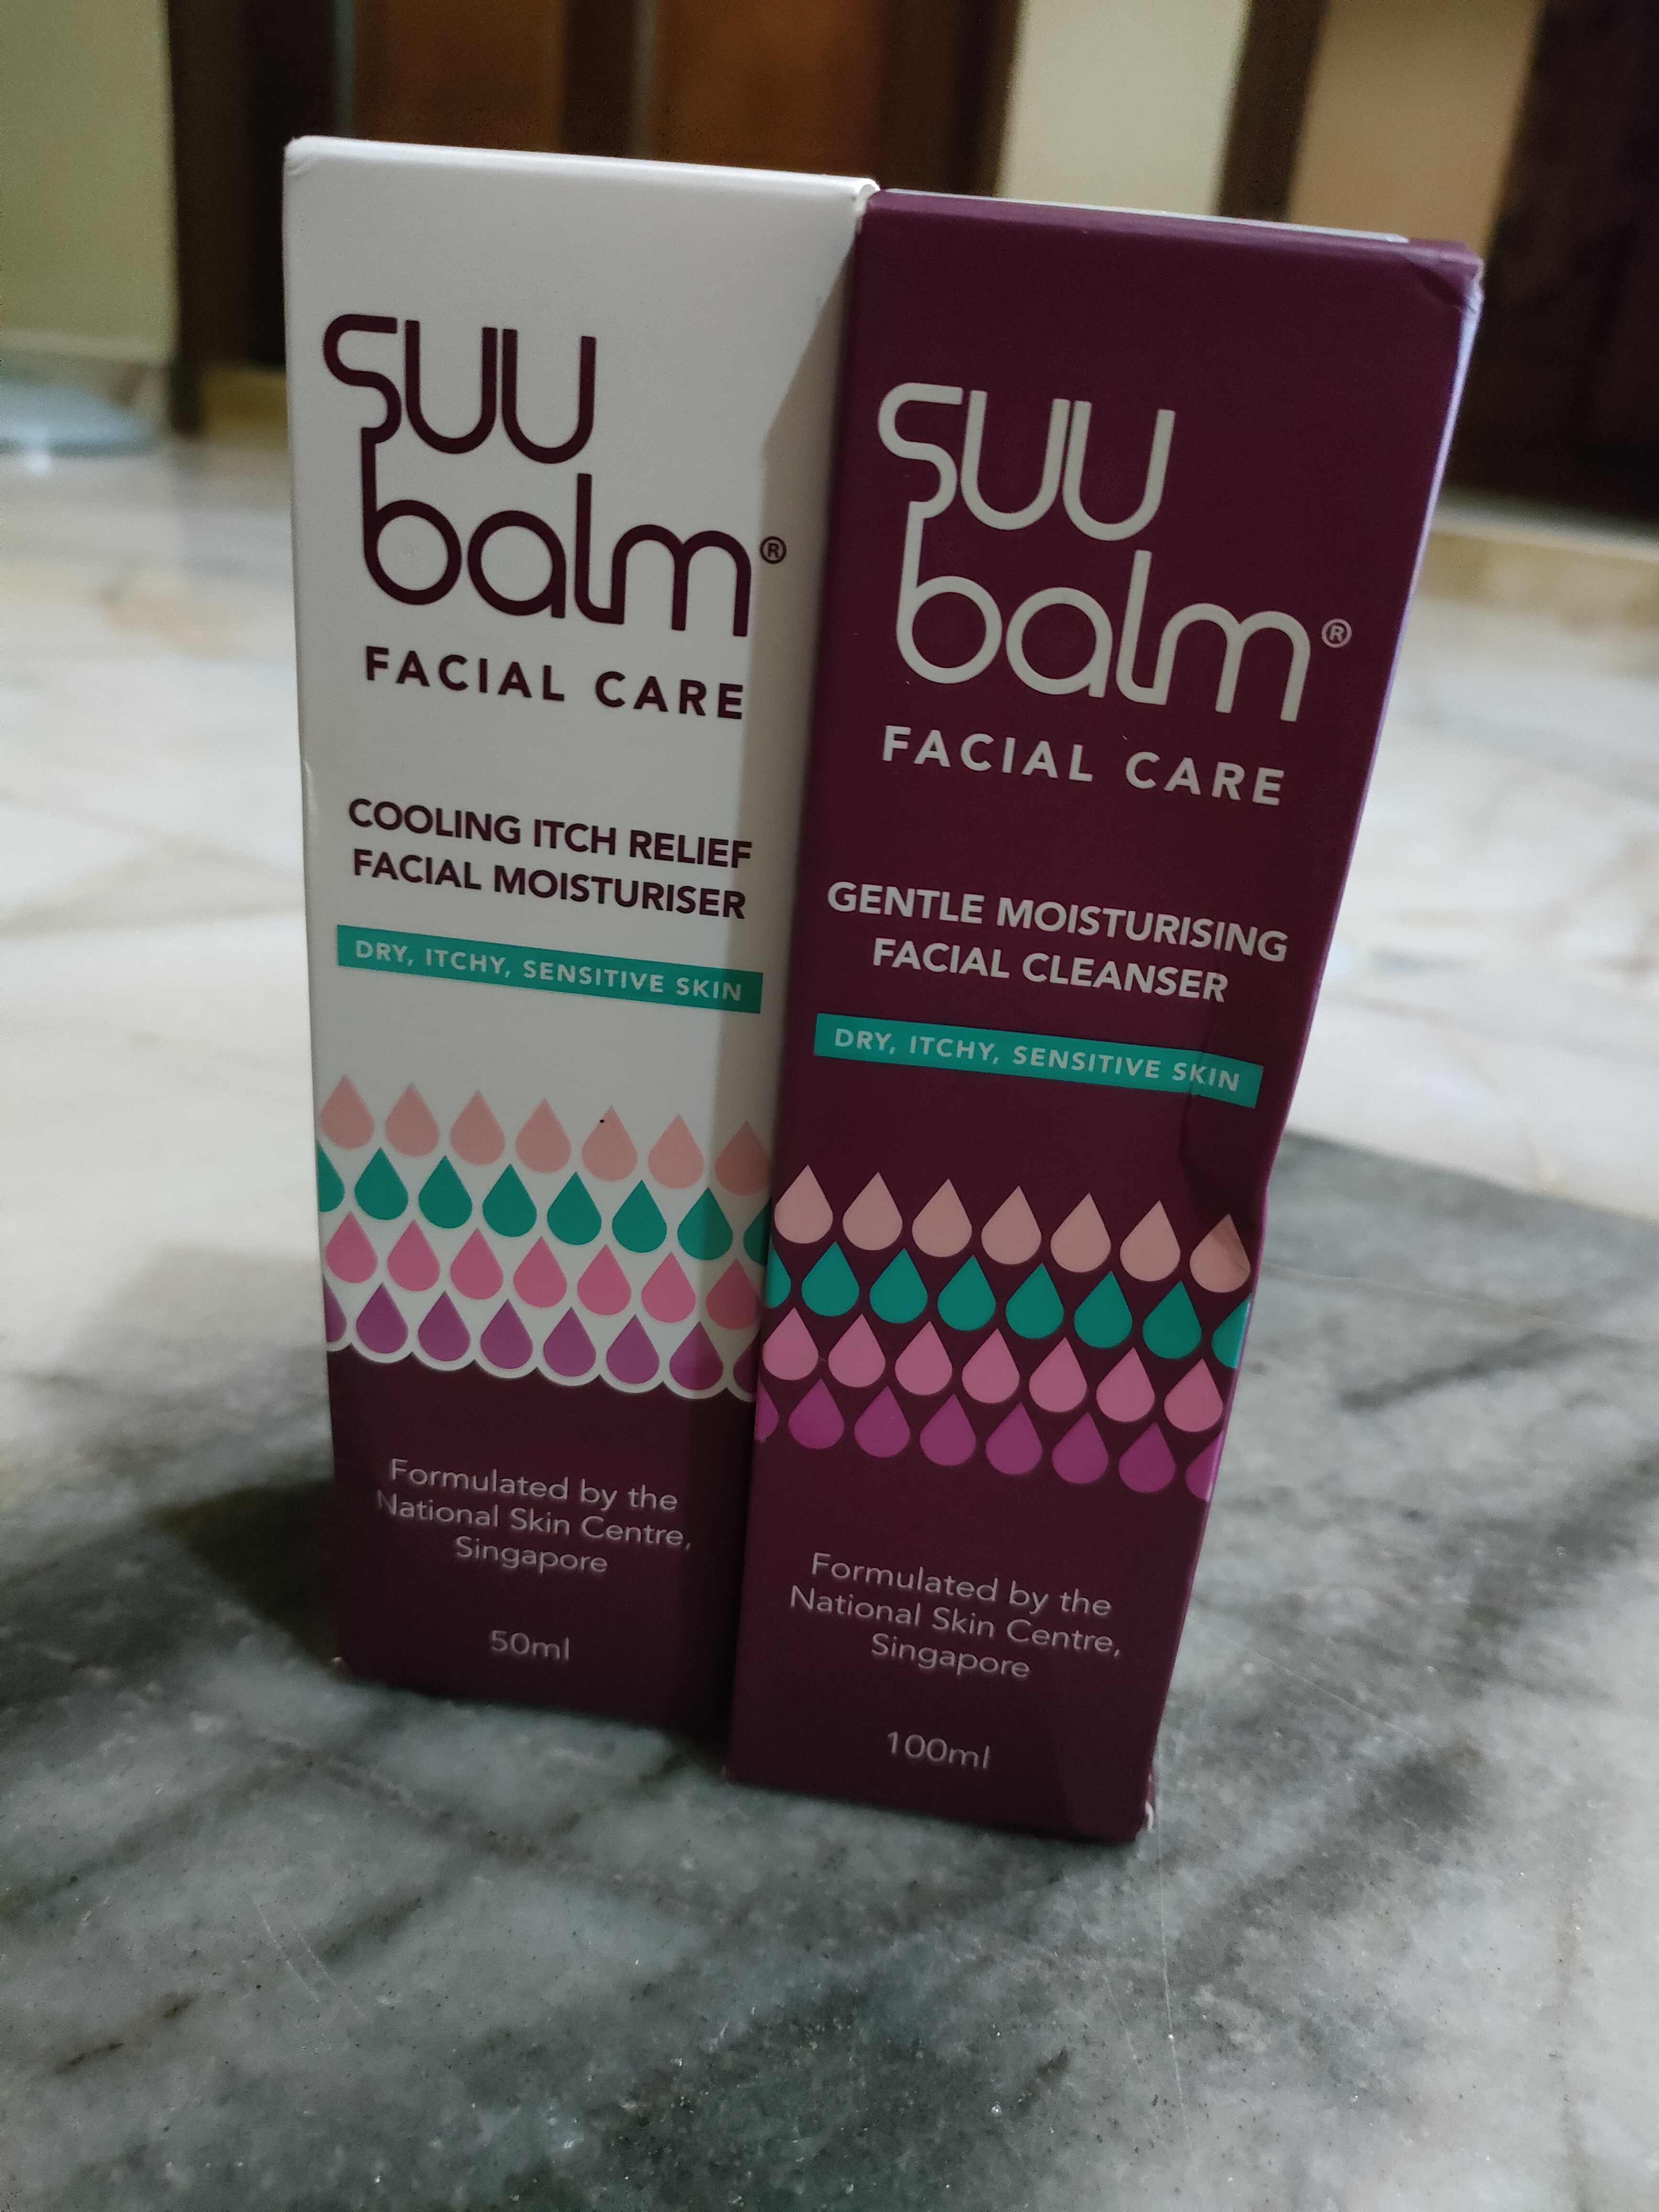 suu
balm®
FACIAL CARE
COOLING ITCH RELIEF
FACIAL MOISTURISER
DRY, ITCHY, SENSITIVE SKIN
Formulated by the
National Skin Centre,
Singapore
50ml
suu
balm®
FACIAL CARE
GENTLE MOISTURISING
FACIAL CLEANSER
DRY, ITCHY, SENSITIVE SKIN
Formulated by the
National Skin Centre,
Singapore
100ml